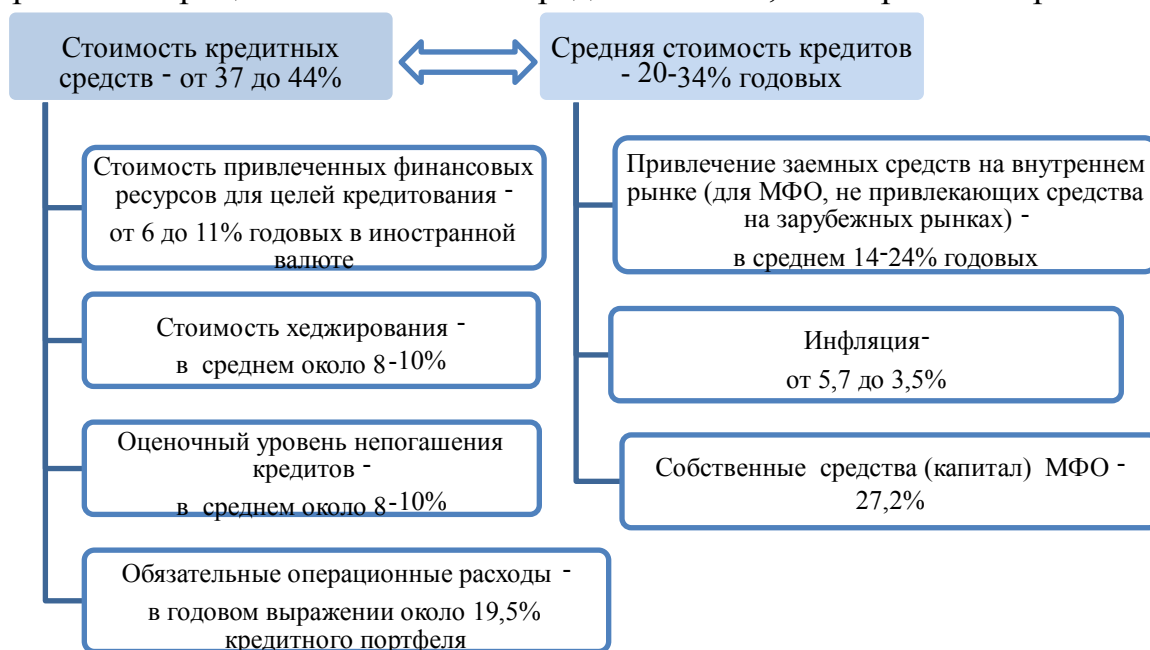 Стоимость кредитных
средств - от 37 до 44%
Средняя стоимость кредитов
- 20-34% годовых
Стоимость привлеченных финансовых
ресурсов для целей кредитования -
от 6 до 11% годовых в иностранной
валюте
Стоимость хеджирования -
в среднем около 8-10%
Оценочный уровень непогашения
кредитов -
в среднем около 8-10%
Обязательные операционные расходы -
в годовом выражении около 19,5%
кредитного портфеля
Привлечение заемных средств на внутреннем
рынке (для МФО, не привлекающих средства
на зарубежных рынках) -
в среднем 14-24% годовых
Инфляция-
от 5,7 до 3,5%
Собственные средства (капитал) МФО -
27,2%